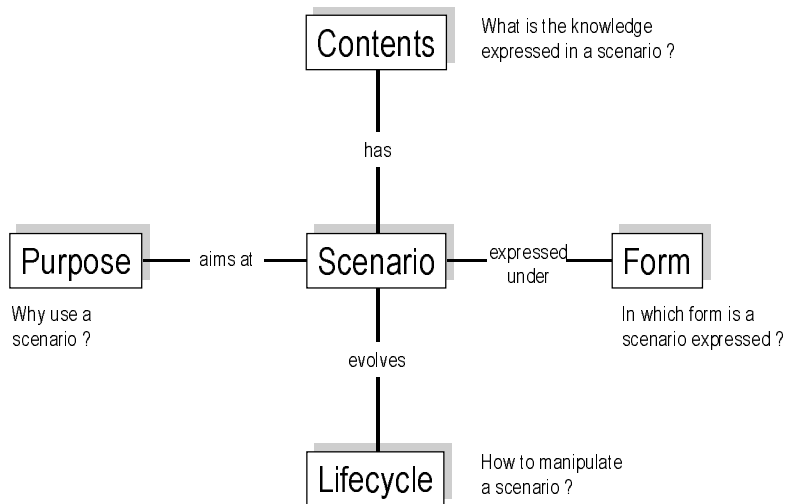 Contents
What is the knowledge
expressed in a scenario ?
has
Purpose
aims at
Scenario
expressed
under
Form
Why use a
scenario ?
In which form is a
scenario expressed ?
evolves
Lifecycle
How to manipulate
a scenario ?